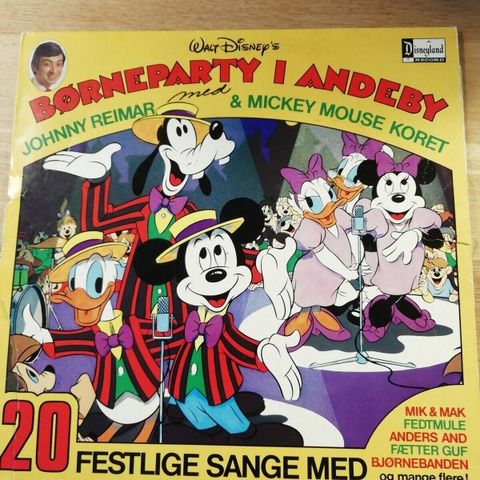 WALT DISNEY'S
Disneyland
RECORD
BØRNEPARTY I ANDEBY
med
JOHNNY REIMAR & MICKEY MOUSE KORET
20 FESTLIGE SANGE MED
MIK & MAK
FEDTMULE
ANDERS AND
FÆTTER GUF
BJØRNEBANDEN
og mange flere!